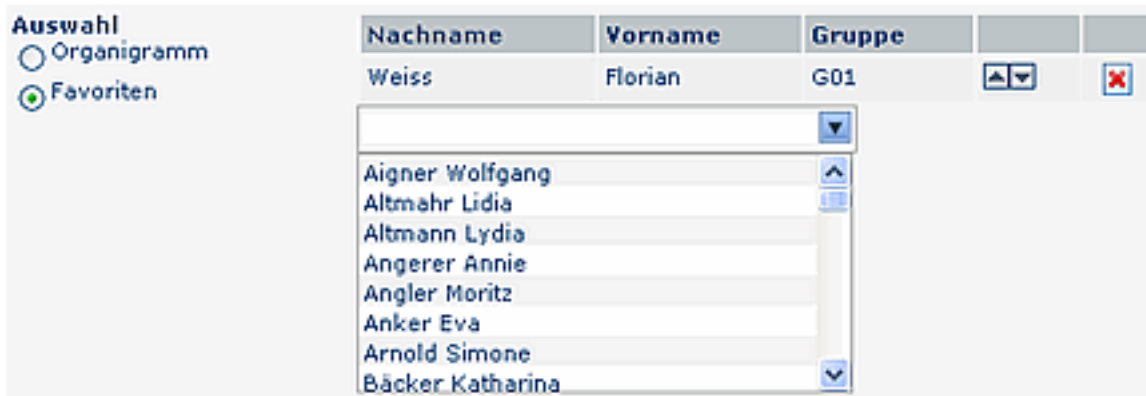 Auswahl
Organigramm
Favoriten
Nachname Vorname Gruppe
Weiss Florian G01
Aigner Wolfgang
Altmahr Lidia
Altmann Lydia
Angerer Annie
Angler Moritz
Anker Eva
Arnold Simone
Bäcker Katharina